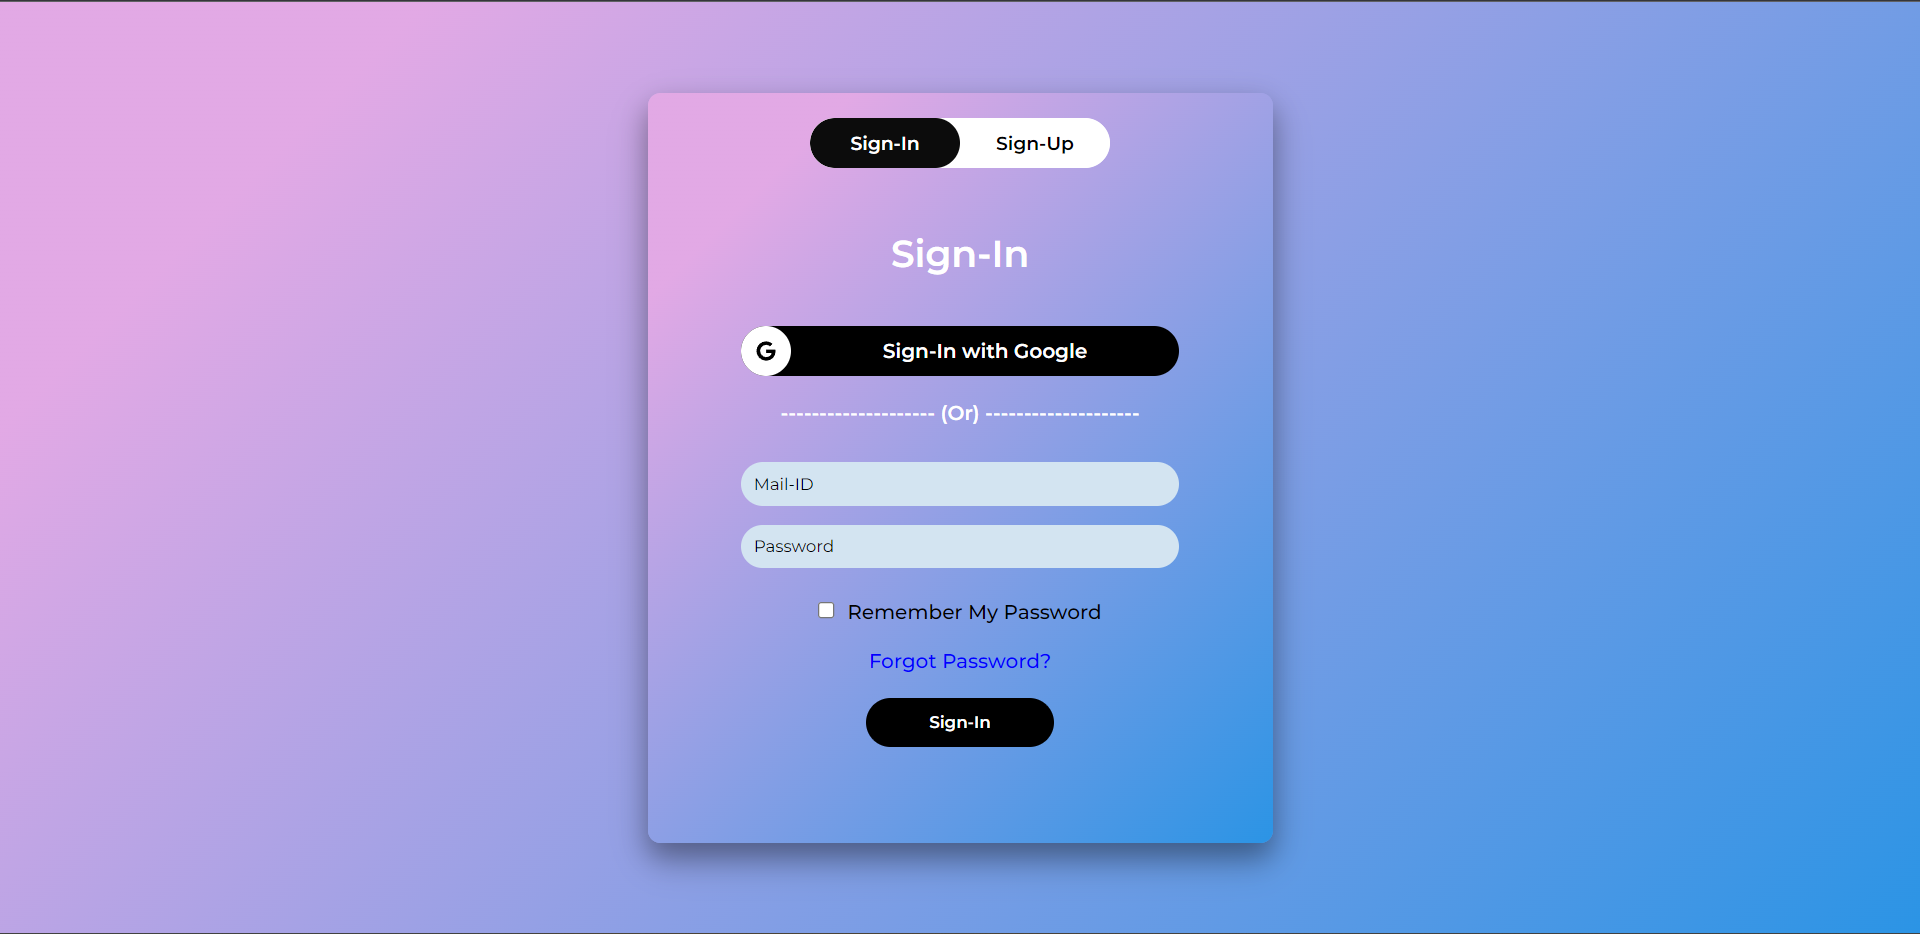 Sign-In Sign-Up
Sign-In
G Sign-In with Google
-------------------- (Or) --------------------
Mail-ID
Password
Remember My Password
Forgot Password?
Sign-In